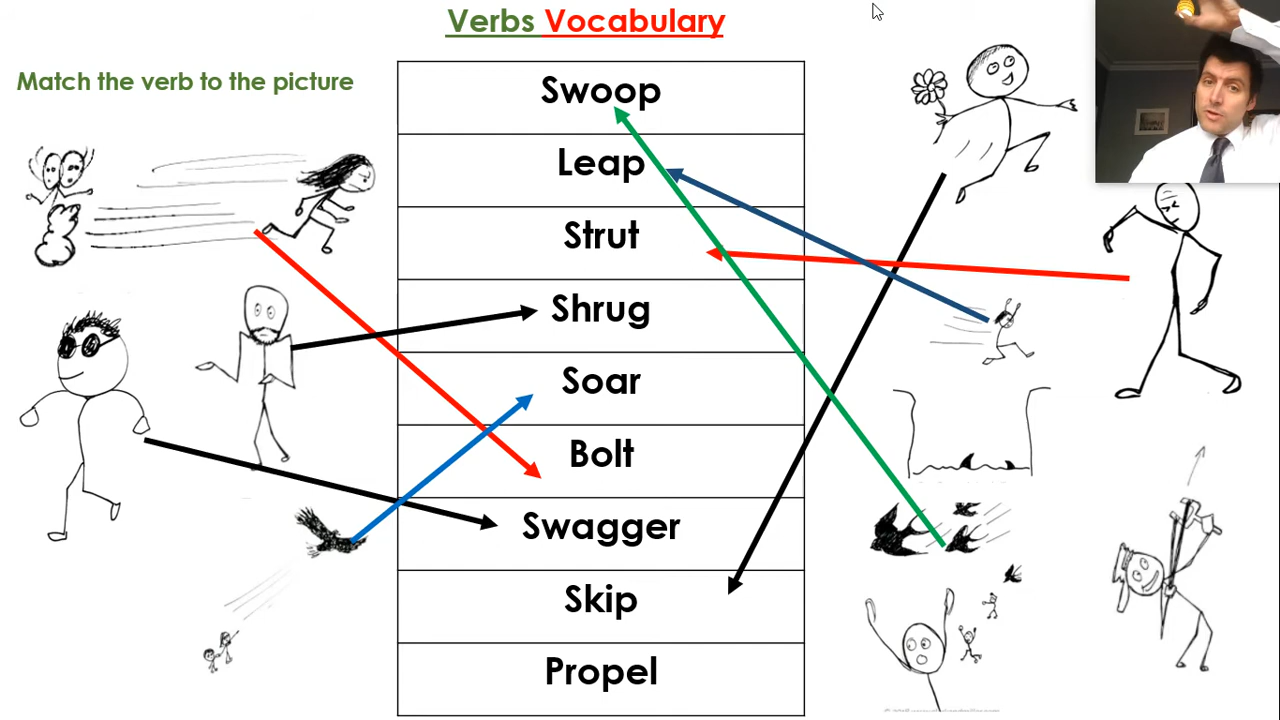 Verbs Vocabulary
Match the verb to the picture
Swoop
Leap
Strut
Shrug
Soar
Bolt
Swagger
Skip
Propel